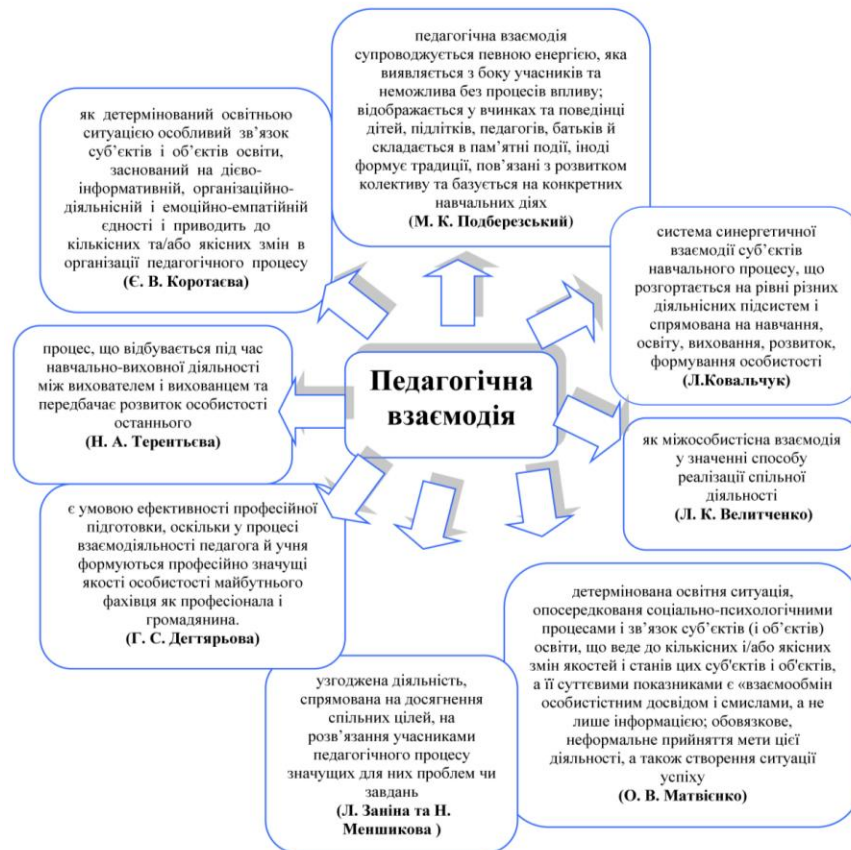 педагогічна взаємодія
супроводжується певною енергією, яка
виявляється з боку учасників та
неможлива без процесів впливу;
відображається у вчинках та поведінці
дітей, підлітків, педагогів, батьків й
складається в пам’ятні події, іноді
формує традиції, пов’язані з розвитком
колективу та базується на конкретних
навчальних діях
(М. К. Подберезський)
як детермінований освітньою
ситуацією особливий зв’язок
суб’єктів і об’єктів освіти,
заснований на дієво-
інформативній, організаційно-
діяльнісній і емоційно-емпатійній
єдності і приводить до
кількісних та/або якісних змін в
організації педагогічного процесу
(Є. В. Коротаєва)
система синергетичної
взаємодії суб’єктів
навчального процесу, що
розгортається на рівні різних
діяльнісних підсистем і
спрямована на навчання,
освіту, виховання, розвиток,
формування особистості
(Л.Ковальчук)
процес, що відбувається під час
навчально-виховної діяльності
між вихователем і вихованцем та
передбачає розвиток особистості
останнього
(Н. А. Терентьєва)
Педагогічна
взаємодія
як міжособистісна взаємодія
у значенні способу
реалізації спільної
діяльності
(Л. К. Велитченко)
є умовою ефективності професійної
підготовки, оскільки у процесі
взаємодіяльності педагога й учня
формуються професійно значущі
якості особистості майбутнього
фахівця як професіонала і
громадянина.
(Г. С. Дегтярьова)
детермінована освітня ситуація,
опосередкована соціально-психологічними
процесами і зв’язок суб’єктів (і об’єктів)
освіти, що веде до кількісних і/або якісних
змін якостей і станів цих суб'єктів і об'єктів,
а її суттєвими показниками є «взаємообмін
особистістним досвідом і смислами, а не
лише інформацією; обовязкове,
неформальне прийняття мети цієї
діяльності, а також створення ситуації
успіху
(О. В. Матвієнко)
узгоджена діяльність,
спрямована на досягнення
спільних цілей, на
розв’язання учасниками
педагогічного процесу
значущих для них проблем чи
завдань
(Л. Заніна та Н.
Меншикова )